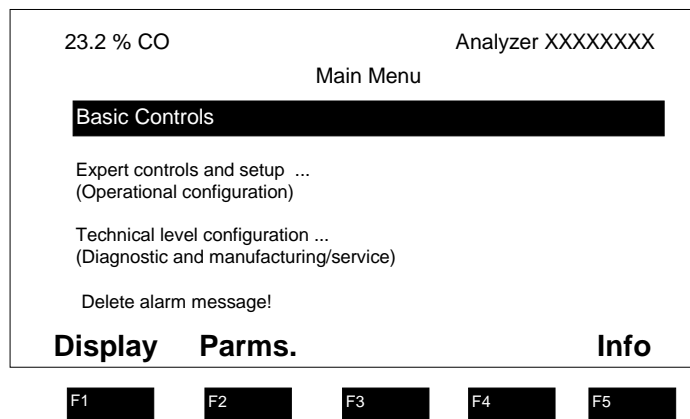 23.2 % CO Analyzer XXXXXXXX
Main Menu
Basic Controls
Expert controls and setup ...
(Operational configuration)
Technical level configuration ...
(Diagnostic and manufacturing/service)
Delete alarm message!
Display Parms. Info
F1 F2 F3 F4 F5